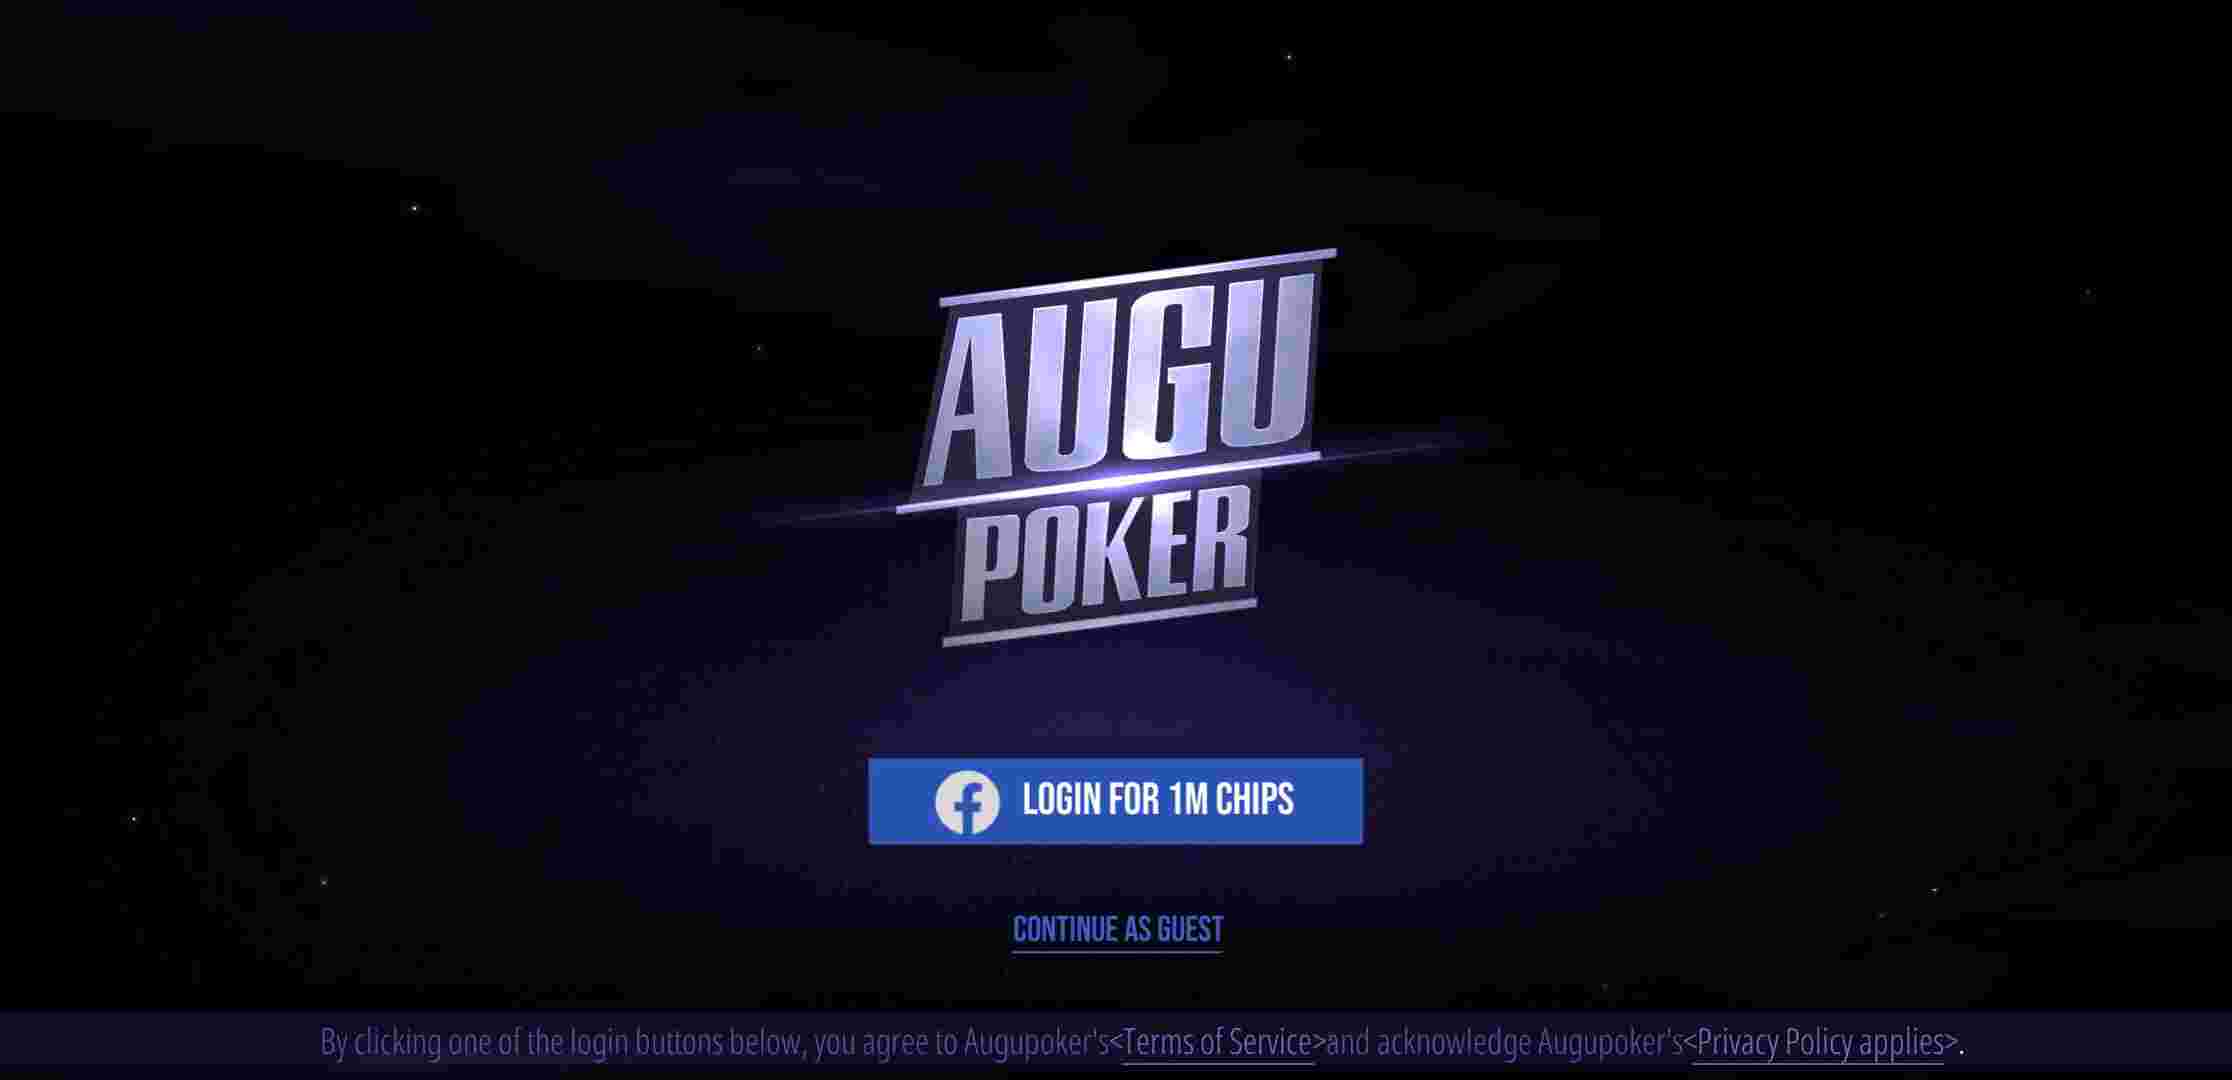 AUGU
POKER
LOGIN FOR 1M CHIPS
CONTINUE AS GUEST
By clicking one of the login buttons below, you agree to Augupoker's<Terms of Service>and acknowledge Augupoker's<Privacy Policy applies>.